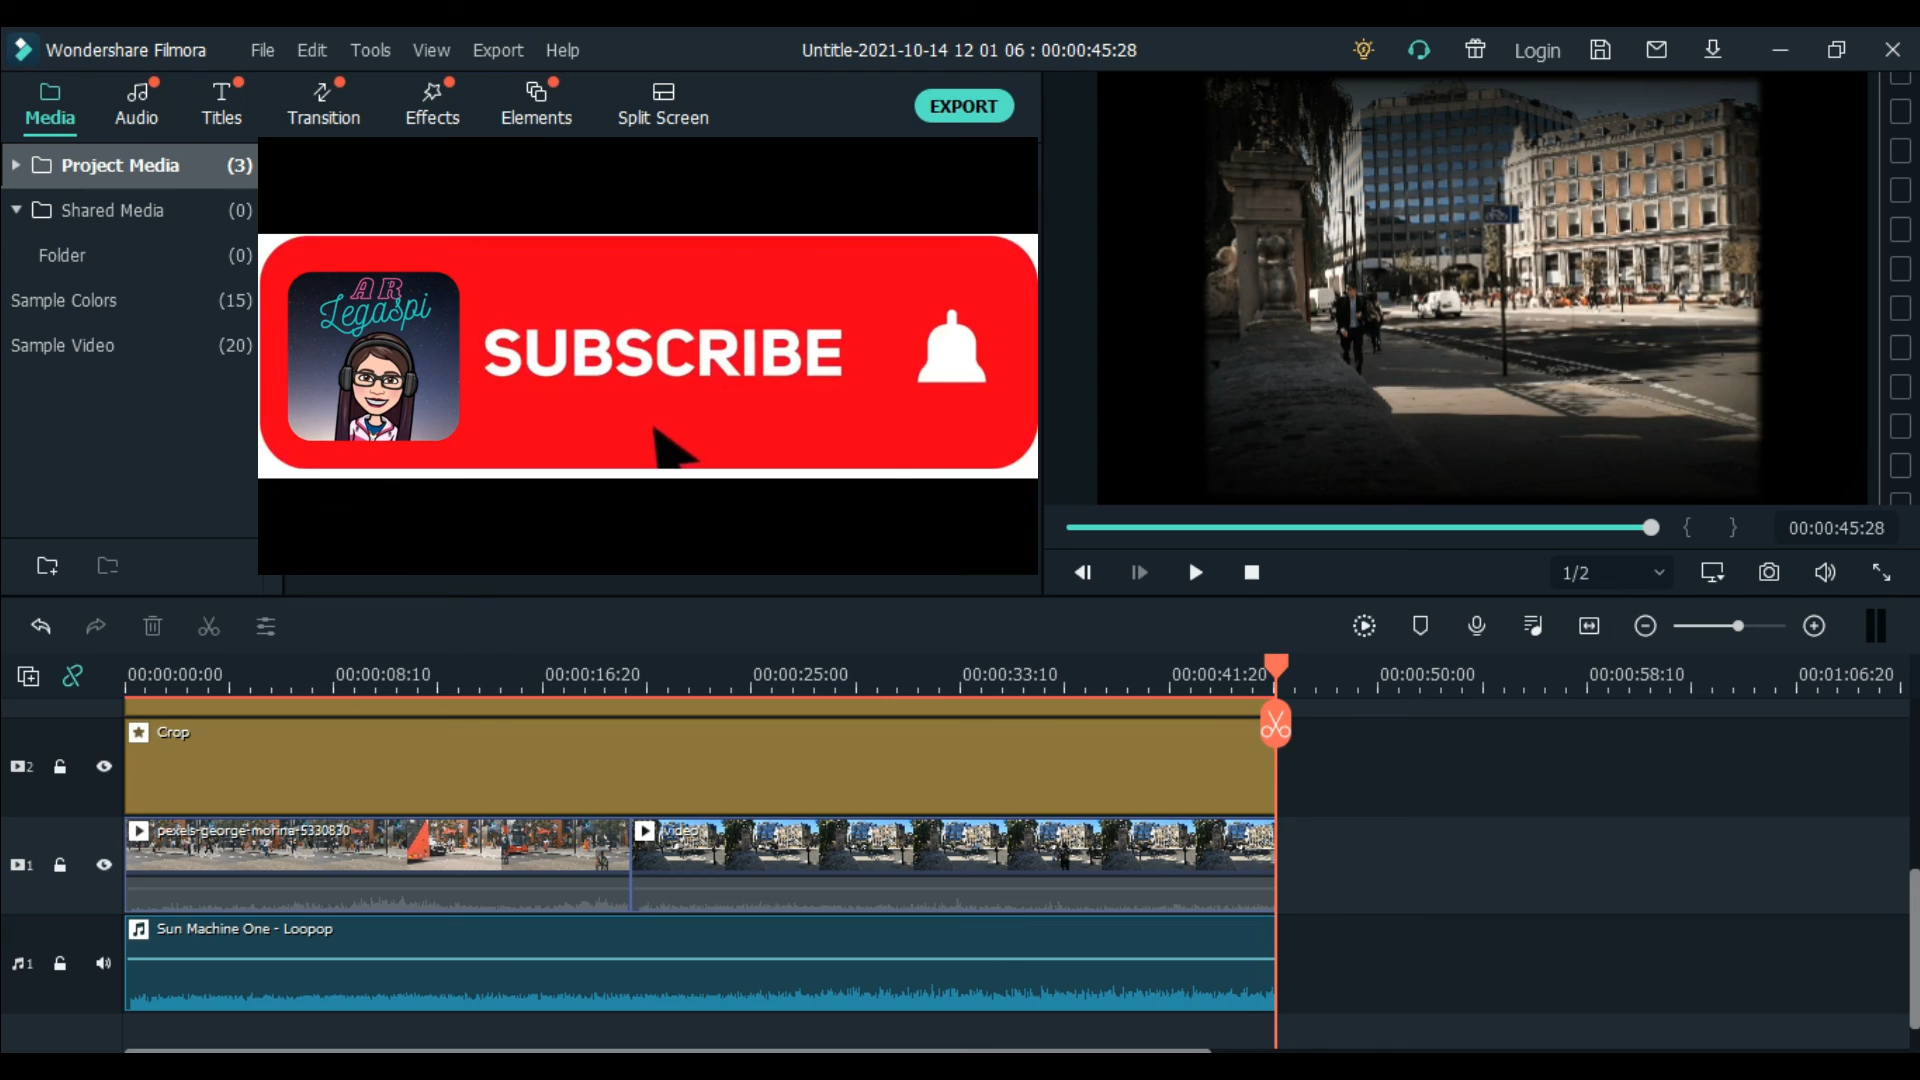 Wondershare Filmora File Edit Tools View Export Help Untitle-2021-10-14 12 01 06 : 00:00:45:28 Login
Media Audio Titles Transition Effects Elements Split Screen EXPORT
Project Media (3)
Shared Media (0)
Folder (0)
Sample Colors (15)
Sample Video (20)
AR
Legaspi
SUBSCRIBE
{ } 00:00:45:28
1/2
00:00:00:00 00:00:08:10 00:00:16:20 00:00:25:00 00:00:33:10 00:00:41:20 00:00:50:00 00:00:58:10 00:01:06:20
Crop
2
pexels-george-morina-5330830 video
1
Sun Machine One - Loopop
1